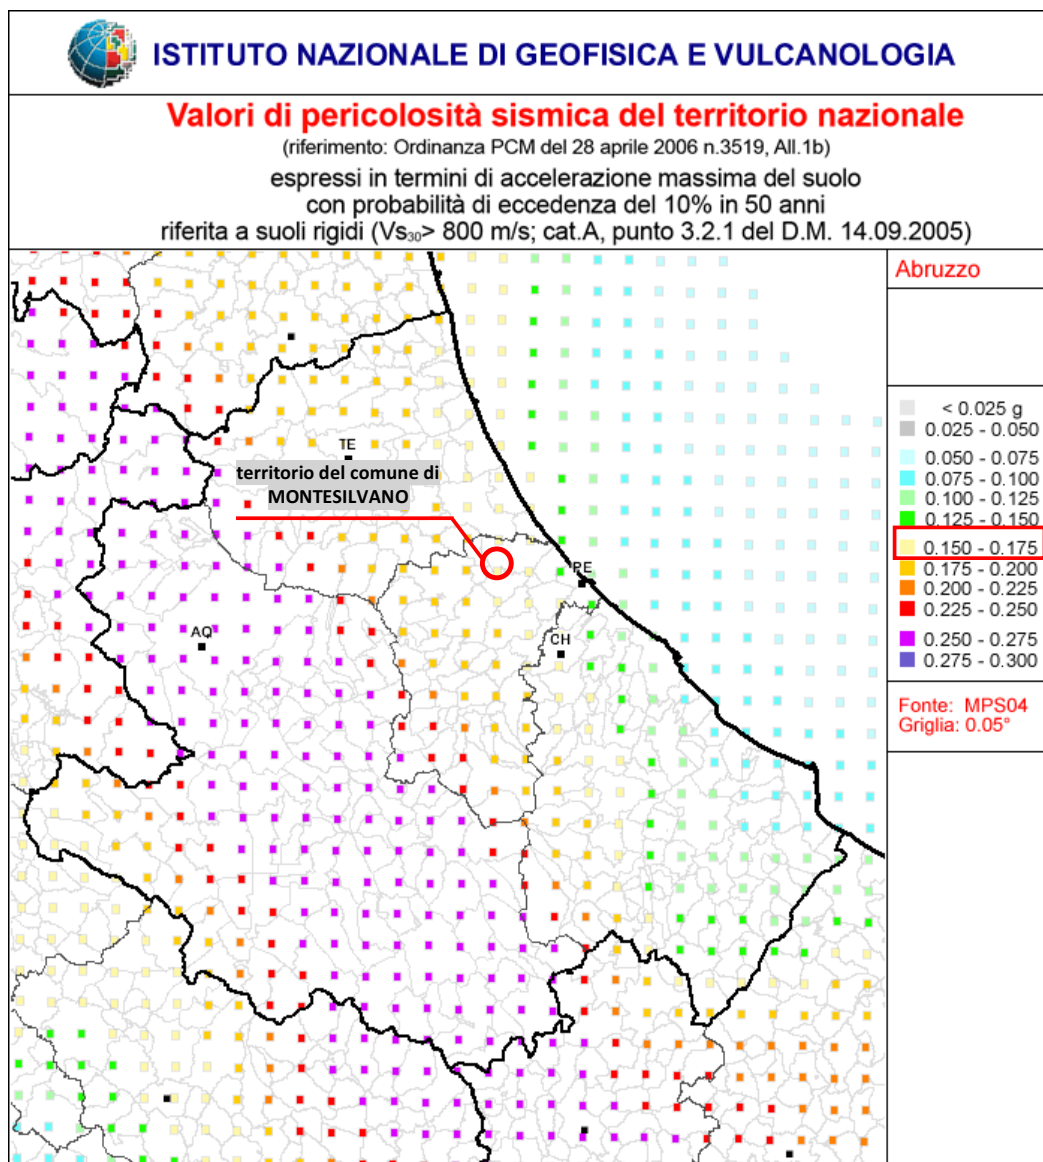 ISTITUTO NAZIONALE DI GEOFISICA E VULCANOLOGIA
Valori di pericolosità sismica del territorio nazionale
(riferimento: Ordinanza PCM del 28 aprile 2006 n.3519, All.1b)
espressi in termini di accelerazione massima del suolo
con probabilità di eccedenza del 10% in 50 anni
riferita a suoli rigidi (Vs30> 800 m/s; cat.A, punto 3.2.1 del D.M. 14.09.2005)
Abruzzo
< 0.025 g
0.025 - 0.050
0.050 - 0.075
0.075 - 0.100
0.100 - 0.125
0.125 - 0.150
0.150 - 0.175
0.175 - 0.200
0.200 - 0.225
0.225 - 0.250
0.250 - 0.275
0.275 - 0.300
Fonte: MPS04
Griglia: 0.05°
TE
territorio del comune di
MONTESILVANO
PE
AQ
CH